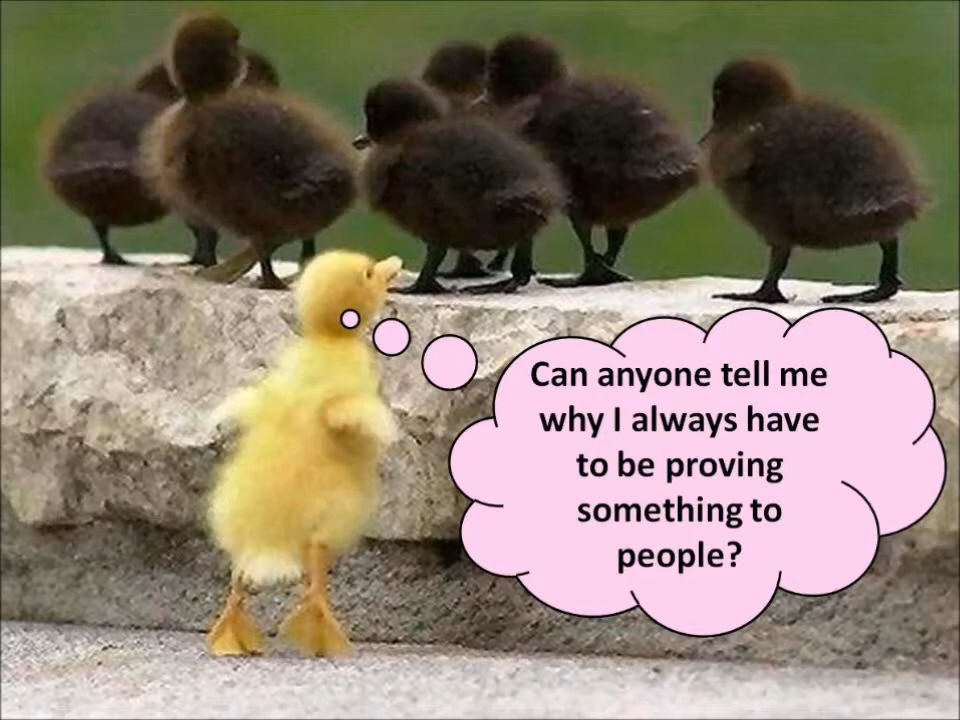 Can anyone tell me
why I always have
to be proving
something to
people?